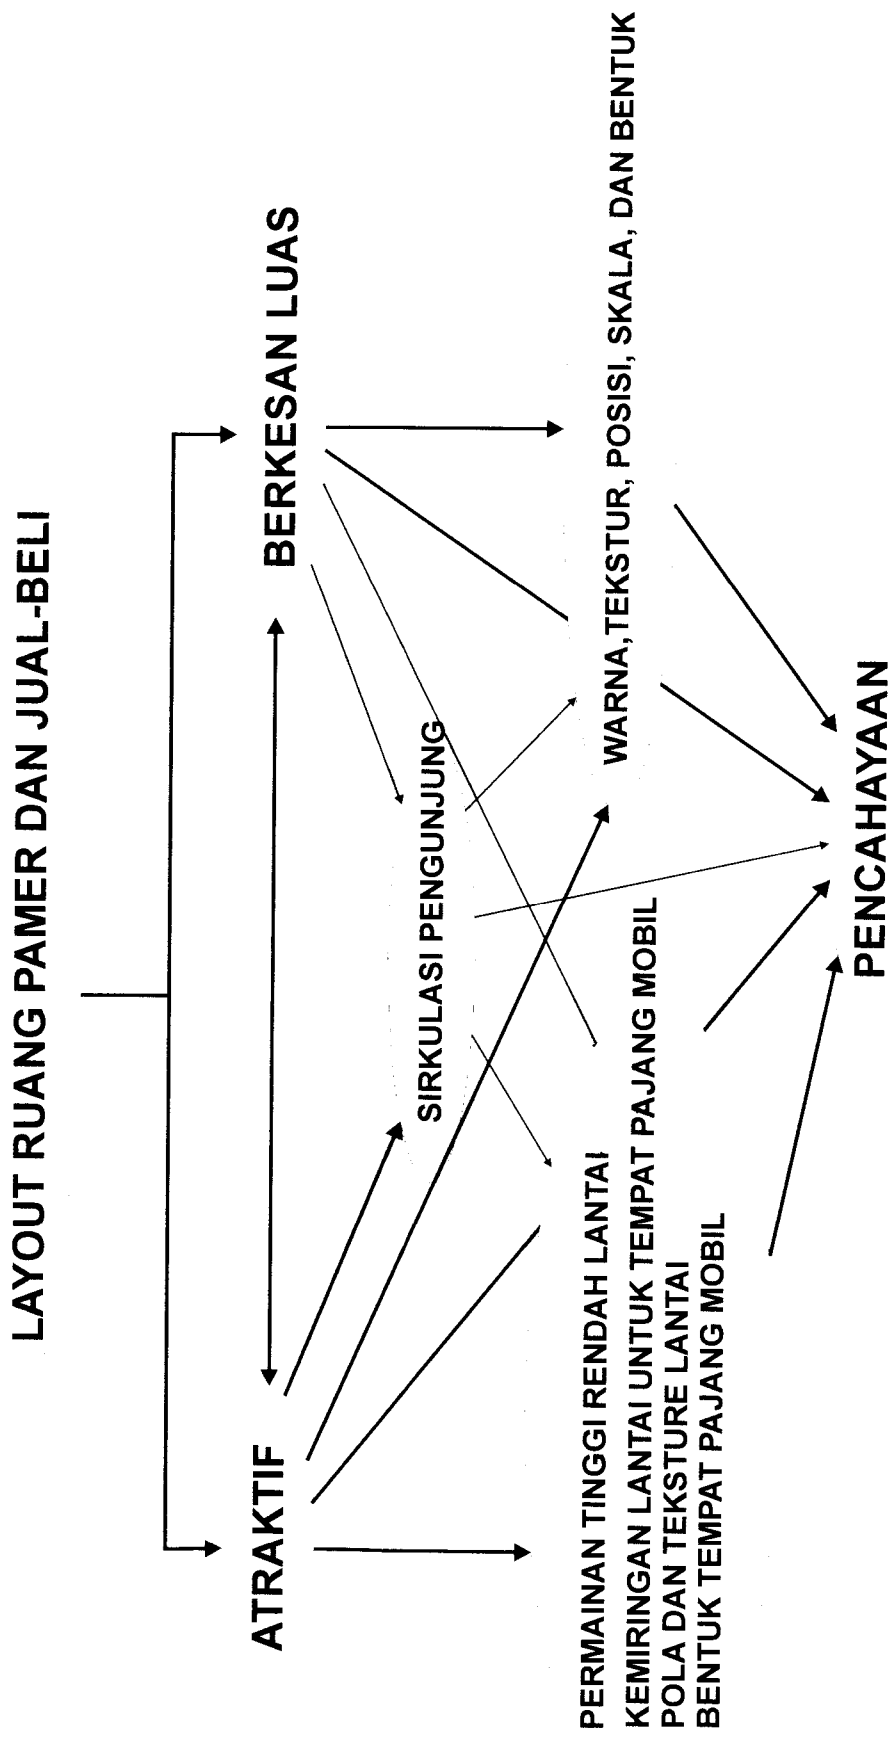 LAYOUT RUANG PAMER DAN JUAL-BELI
ATRAKTIF
BERKESAN LUAS
SIRKULASI PENGUNJUNG
PERMAINAN TINGGI RENDAH LANTAI
KEMIRINGAN LANTAI UNTUK TEMPAT PAJANG MOBIL
POLA DAN TEKSTURE LANTAI
BENTUK TEMPAT PAJANG MOBIL
WARNA,TEKSTUR, POSISI, SKALA, DAN BENTUK
PENCAHAYAAN